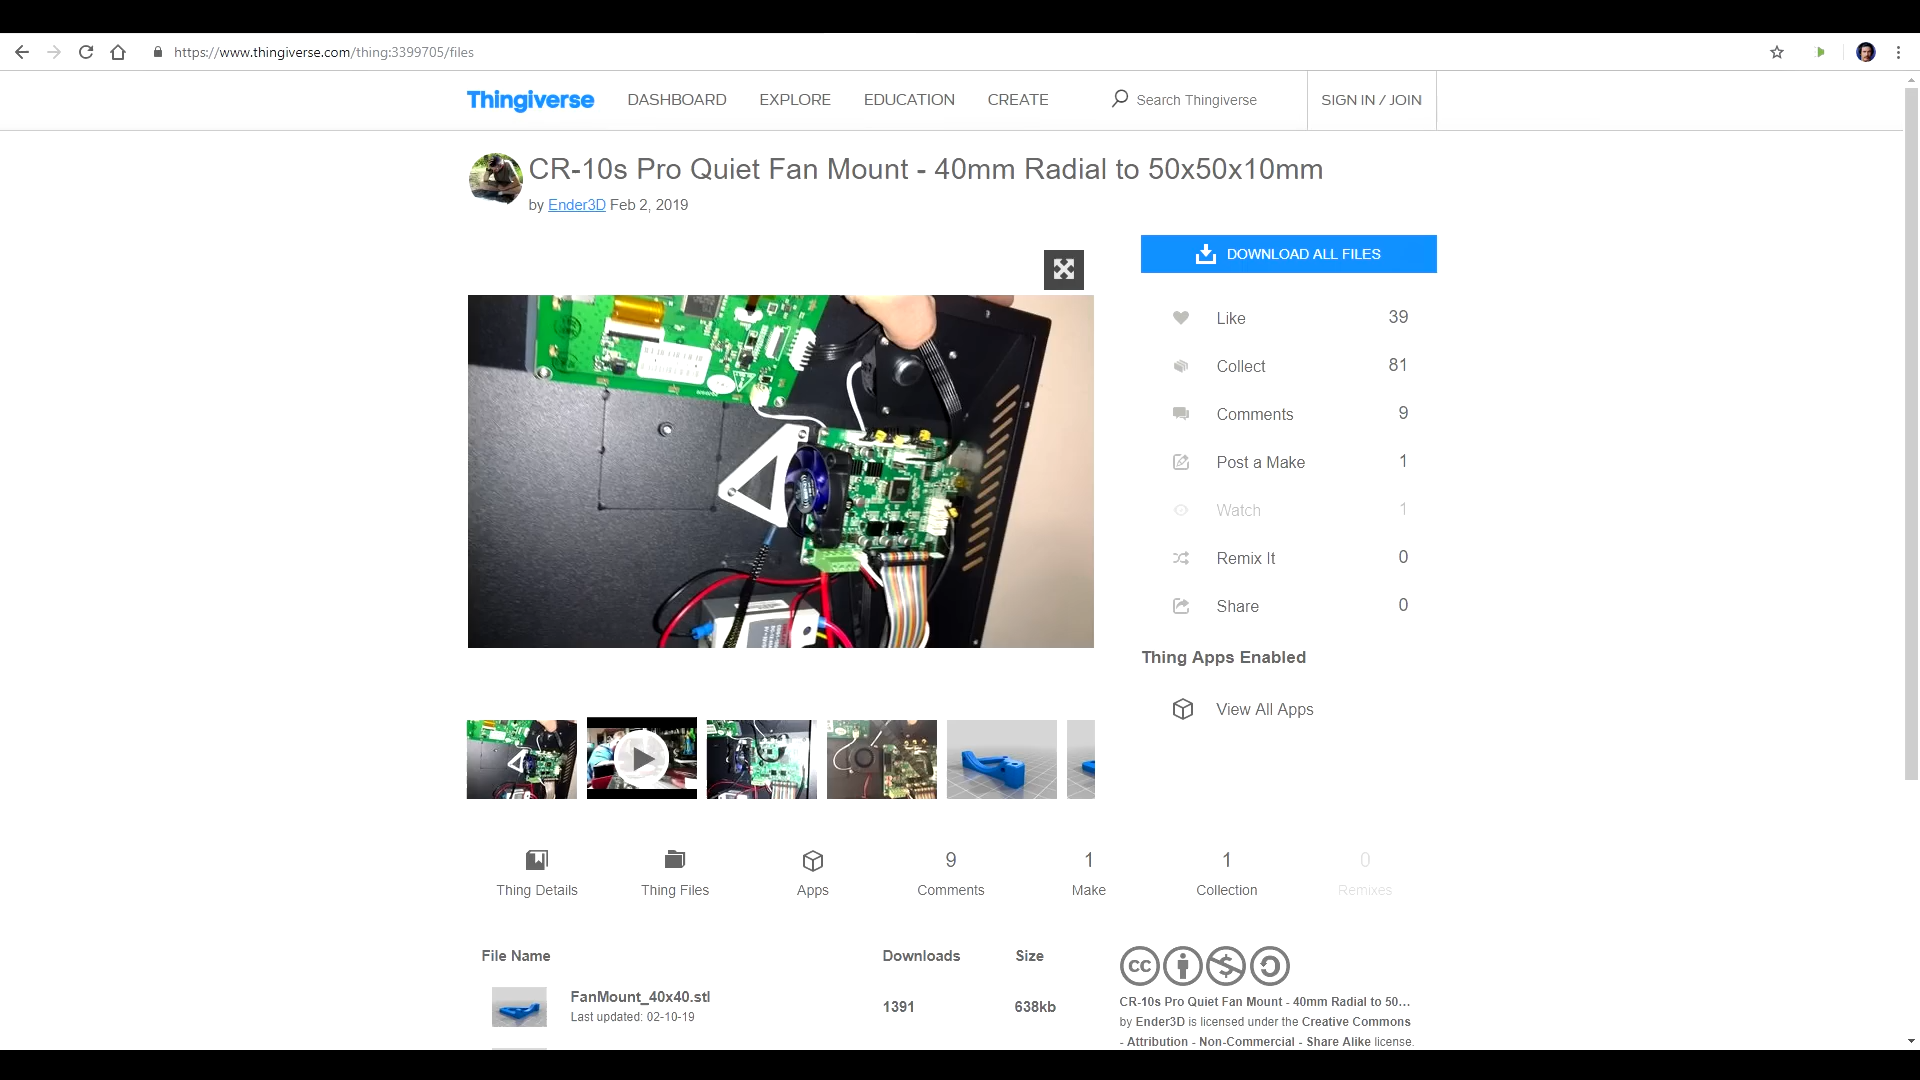 https://www.thingiverse.com/thing:3399705/files
Thingiverse DASHBOARD EXPLORE EDUCATION CREATE Search Thingiverse SIGN IN / JOIN
CR-10s Pro Quiet Fan Mount - 40mm Radial to 50x50x10mm
by Ender3D Feb 2, 2019
DOWNLOAD ALL FILES
Like 39
Collect 81
Comments 9
Post a Make 1
Watch 1
Remix It 0
Share 0
Thing Apps Enabled
View All Apps
9 1 1 0
Thing Details Thing Files Apps Comments Make Collection Remixes
File Name Downloads Size
FanMount_40x40.stl 1391 638kb
Last updated: 02-10-19
cc
CR-10s Pro Quiet Fan Mount - 40mm Radial to 50...
by Ender3D is licensed under the Creative Commons
- Attribution - Non-Commercial - Share Alike license.